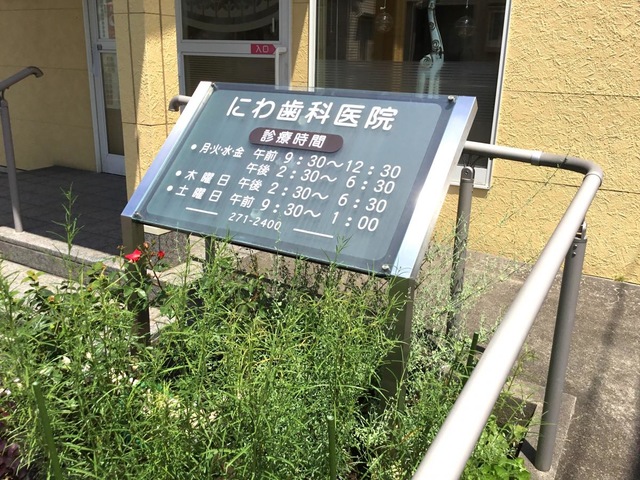 入口
にわ歯科医院
診療時間
•月・火・水・金 午前 9:30〜12:30
午後 2:30〜 6:30
•木曜日 午後 2:30〜 6:30
•土曜日 午前 9:30〜 1:00
271-2400